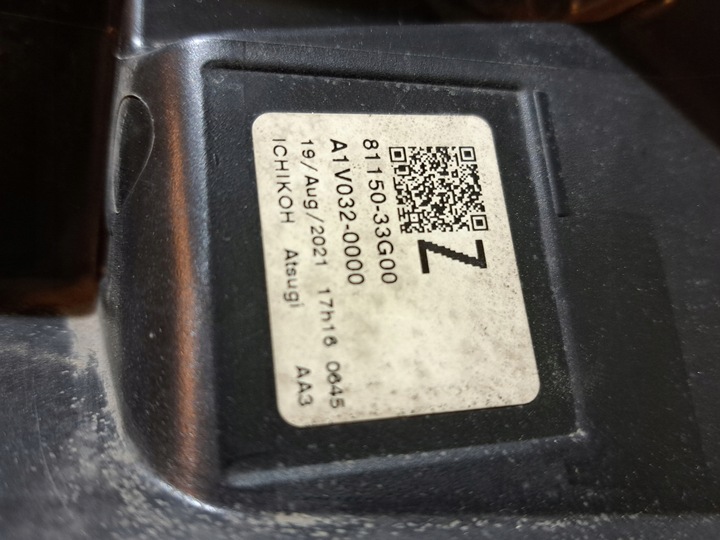 Z
81150-33G00
A1V032-0000
19/Aug/2021 17h16 0645
ICHIKOH Atsugi AA3